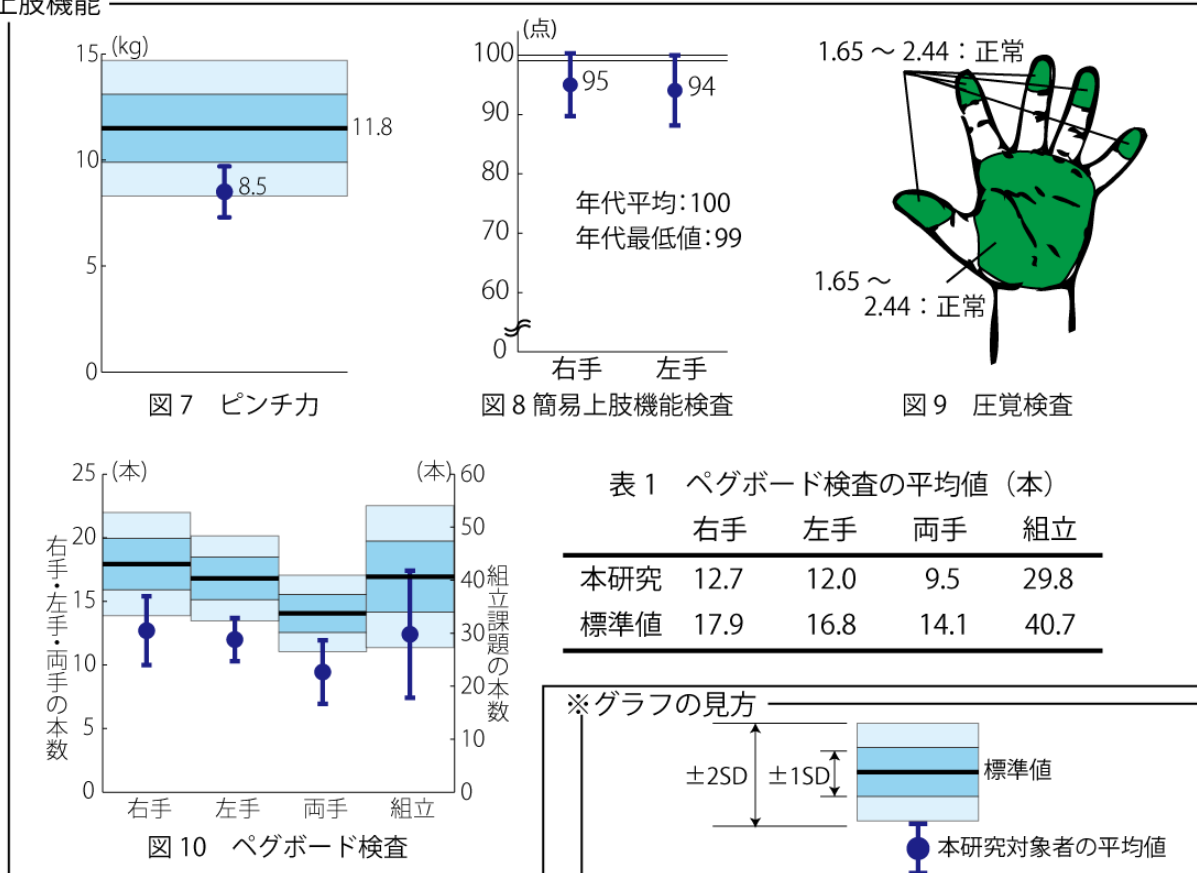 上肢機能
(kg)
15
10
5
0
11.8
8.5
図 7 ピンチ力
(点)
100
90
80
70
60
0
95
94
年代平均：100
年代最低値：99
右手 左手
図 8 簡易上肢機能検査
1.65 ～ 2.44：正常
1.65 ～
2.44：正常
図 9 圧覚検査
(本)
25
20
15
10
5
0
右手・左手・両手の本数
(本)
60
50
40
30
20
10
0
組立課題の本数
右手 左手 両手 組立
図 10 ペグボード検査
表 1 ペグボード検査の平均値（本）
右手 左手 両手 組立
本研究 12.7 12.0 9.5 29.8
標準値 17.9 16.8 14.1 40.7
※グラフの見方
±2SD ±1SD 標準値
本研究対象者の平均値